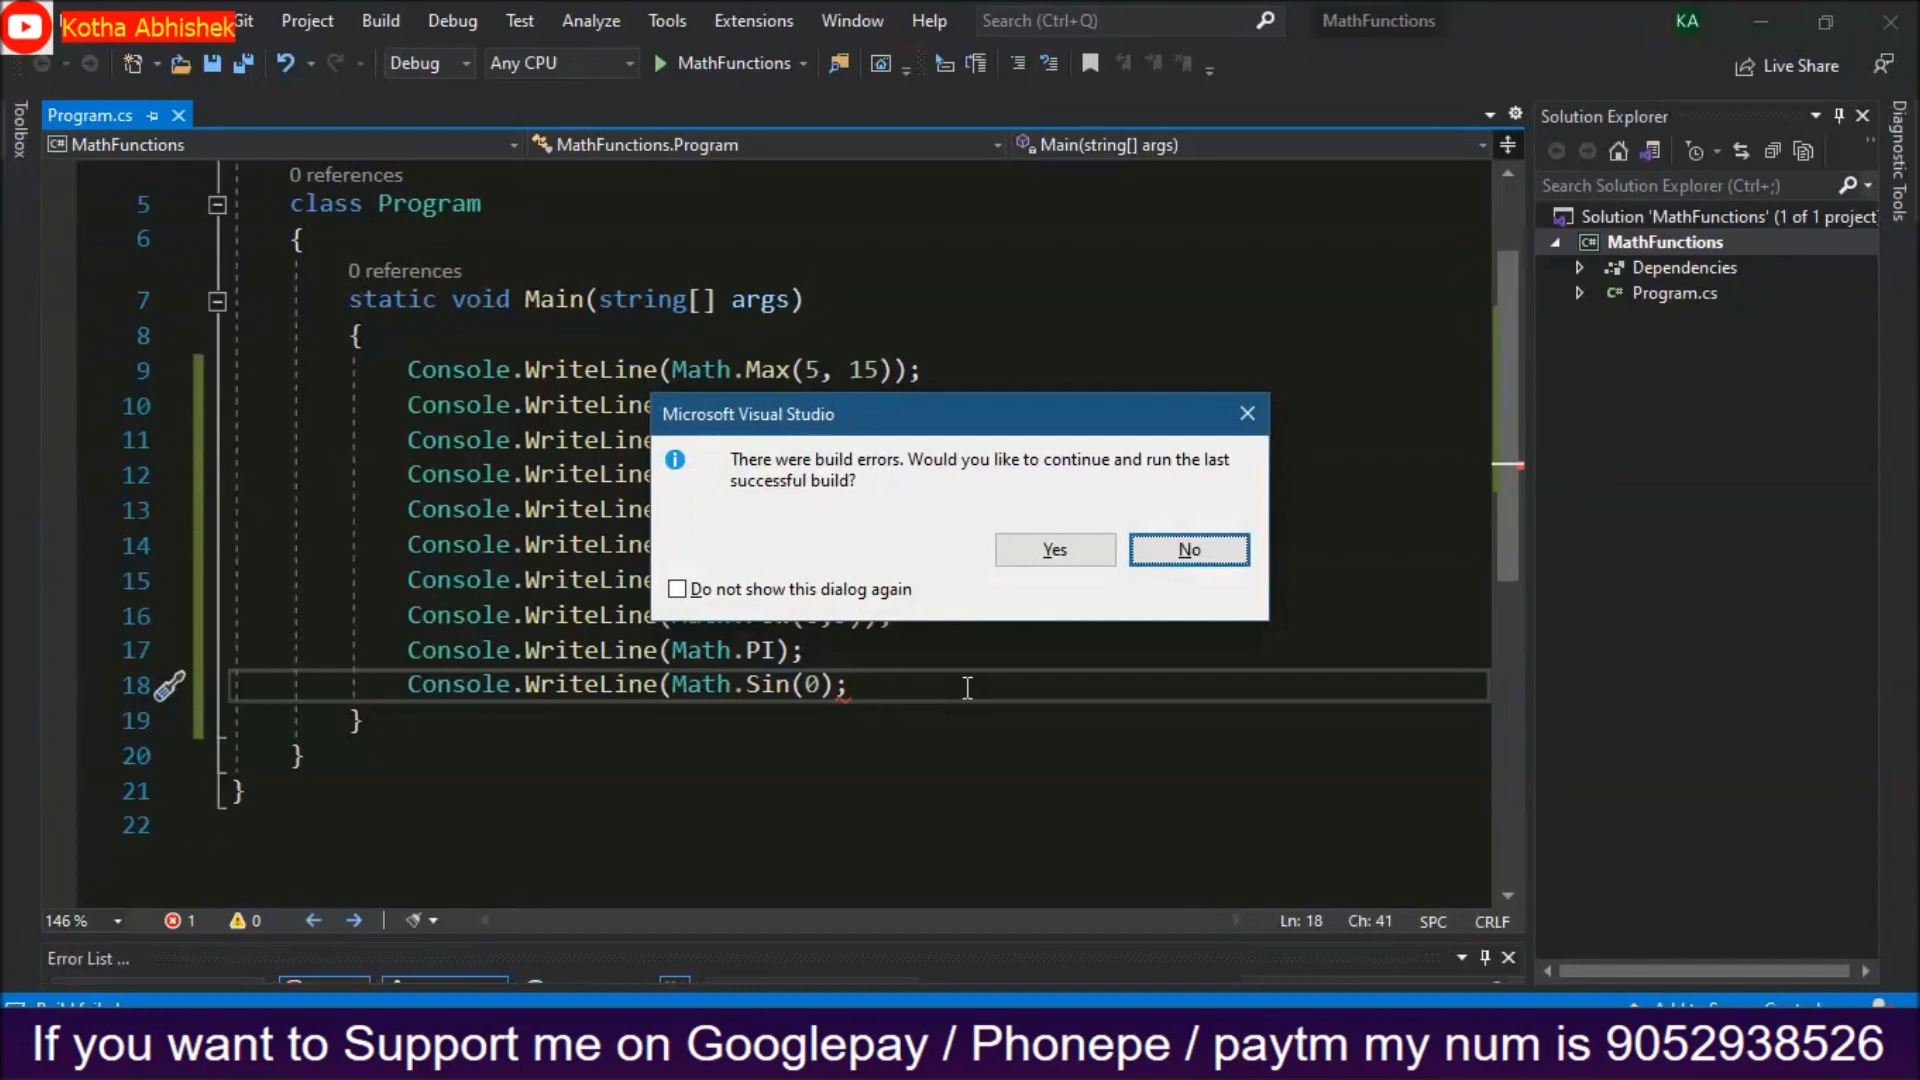 Kotha Abhishek
Git Project Build Debug Test Analyze Tools Extensions Window Help Search (Ctrl+Q) MathFunctions KA
Debug Any CPU MathFunctions Live Share
Toolbox
Program.cs
MathFunctions MathFunctions.Program Main(string[] args)
Solution Explorer
Search Solution Explorer (Ctrl+;)
Solution 'MathFunctions' (1 of 1 project
C# MathFunctions
Dependencies
C# Program.cs
Diagnostic Tools
0 references
5 class Program
6 {
0 references
7 static void Main(string[] args)
8 {
9 Console.WriteLine(Math.Max(5, 15));
10 Console.WriteLine
11 Console.WriteLine
12 Console.WriteLine
13 Console.WriteLine
14 Console.WriteLine
15 Console.WriteLine
16 Console.WriteLine
17 Console.WriteLine(Math.PI);
18 Console.WriteLine(Math.Sin(0);
19 }
20 }
21 }
22
Microsoft Visual Studio
There were build errors. Would you like to continue and run the last
successful build?
Yes No
Do not show this dialog again
146 % 1 0 Ln: 18 Ch: 41 SPC CRLF
Error List ...
If you want to Support me on Googlepay / Phonepe / paytm my num is 9052938526